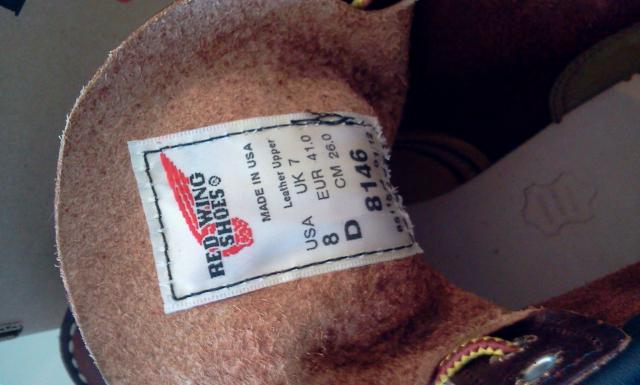 RED WING
SHOES®
MADE IN USA
Leather Upper
USA UK 7
8 EUR 41.0
D CM 26.0
8146